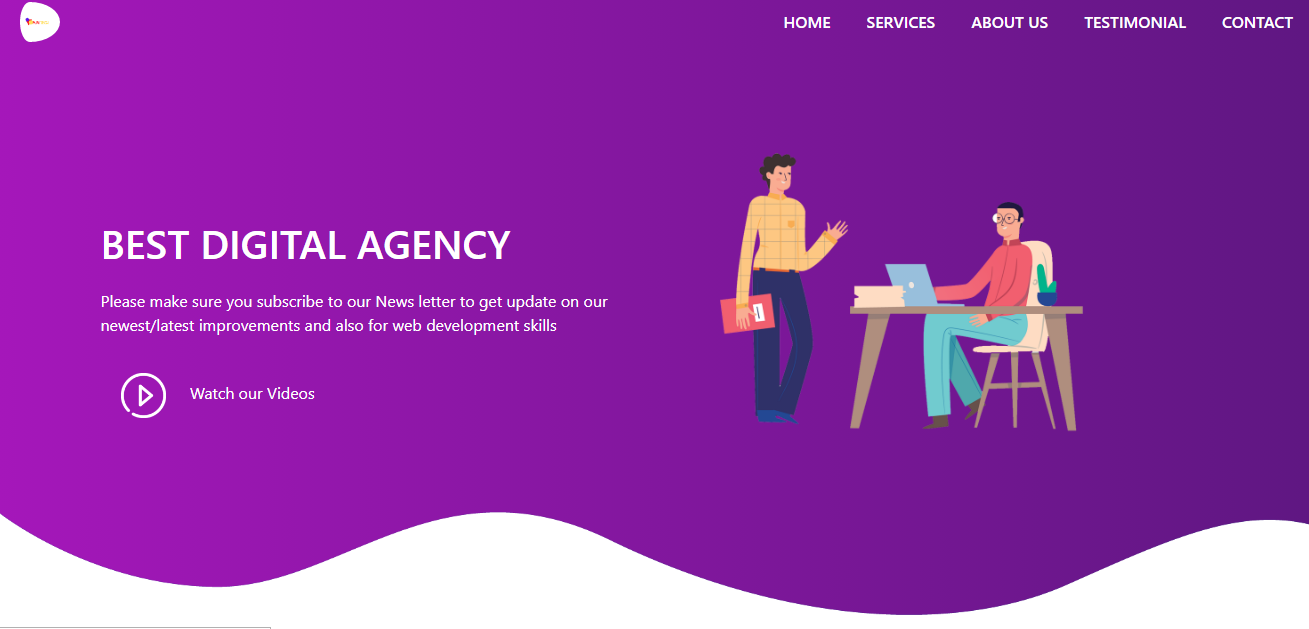 HOME SERVICES ABOUT US TESTIMONIAL CONTACT
BEST DIGITAL AGENCY
Please make sure you subscribe to our News letter to get update on our
newest/latest improvements and also for web development skills
Watch our Videos